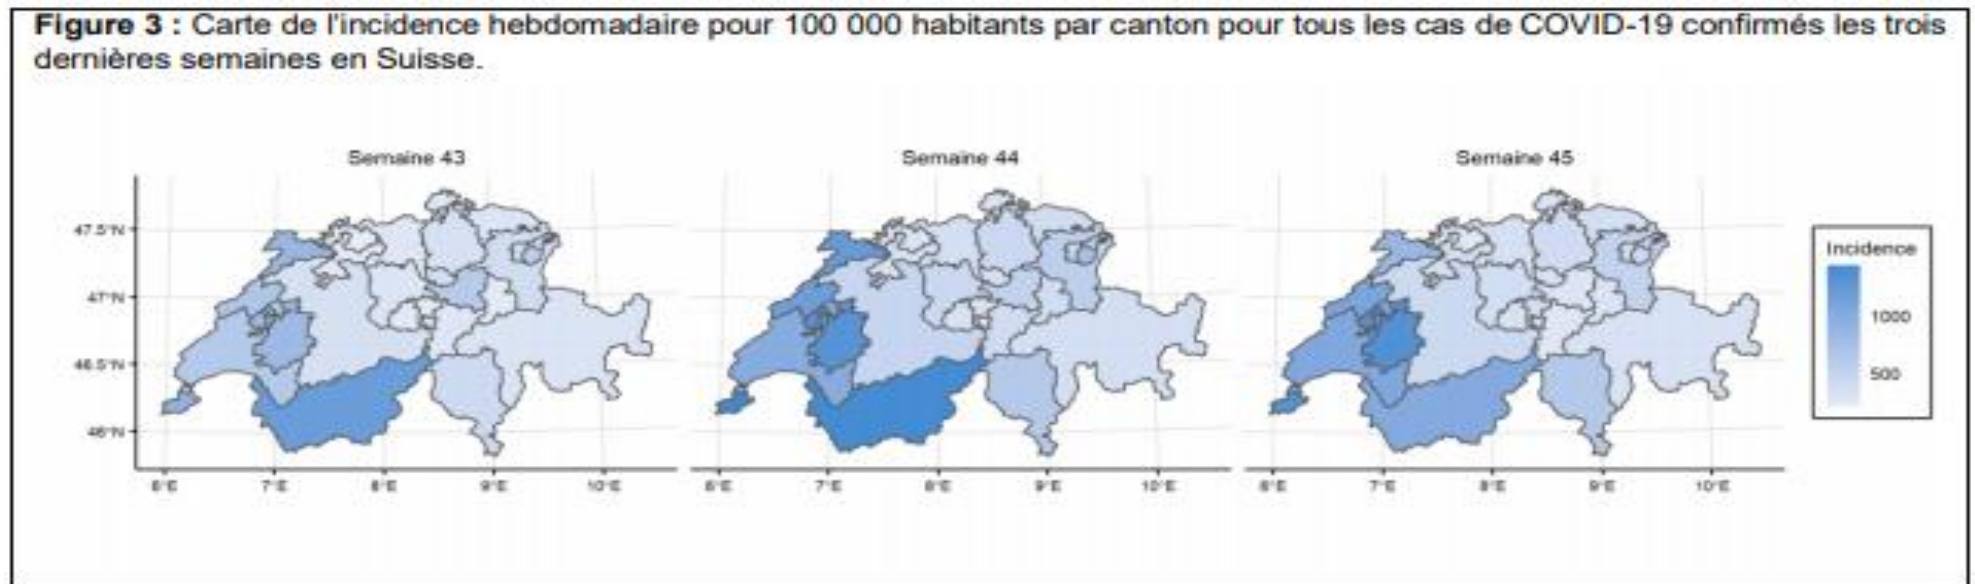 Figure 3 : Carte de l'incidence hebdomadaire pour 100 000 habitants par canton pour tous les cas de COVID-19 confirmés les trois
dernières semaines en Suisse.
Semaine 43 Semaine 44 Semaine 45
47.5°N
47°N
46.5°N
46°N
6°E 7°E 8°E 9°E 10°E 6°E 7°E 8°E 9°E 10°E 6°E 7°E 8°E 9°E 10°E
Incidence
1000
500